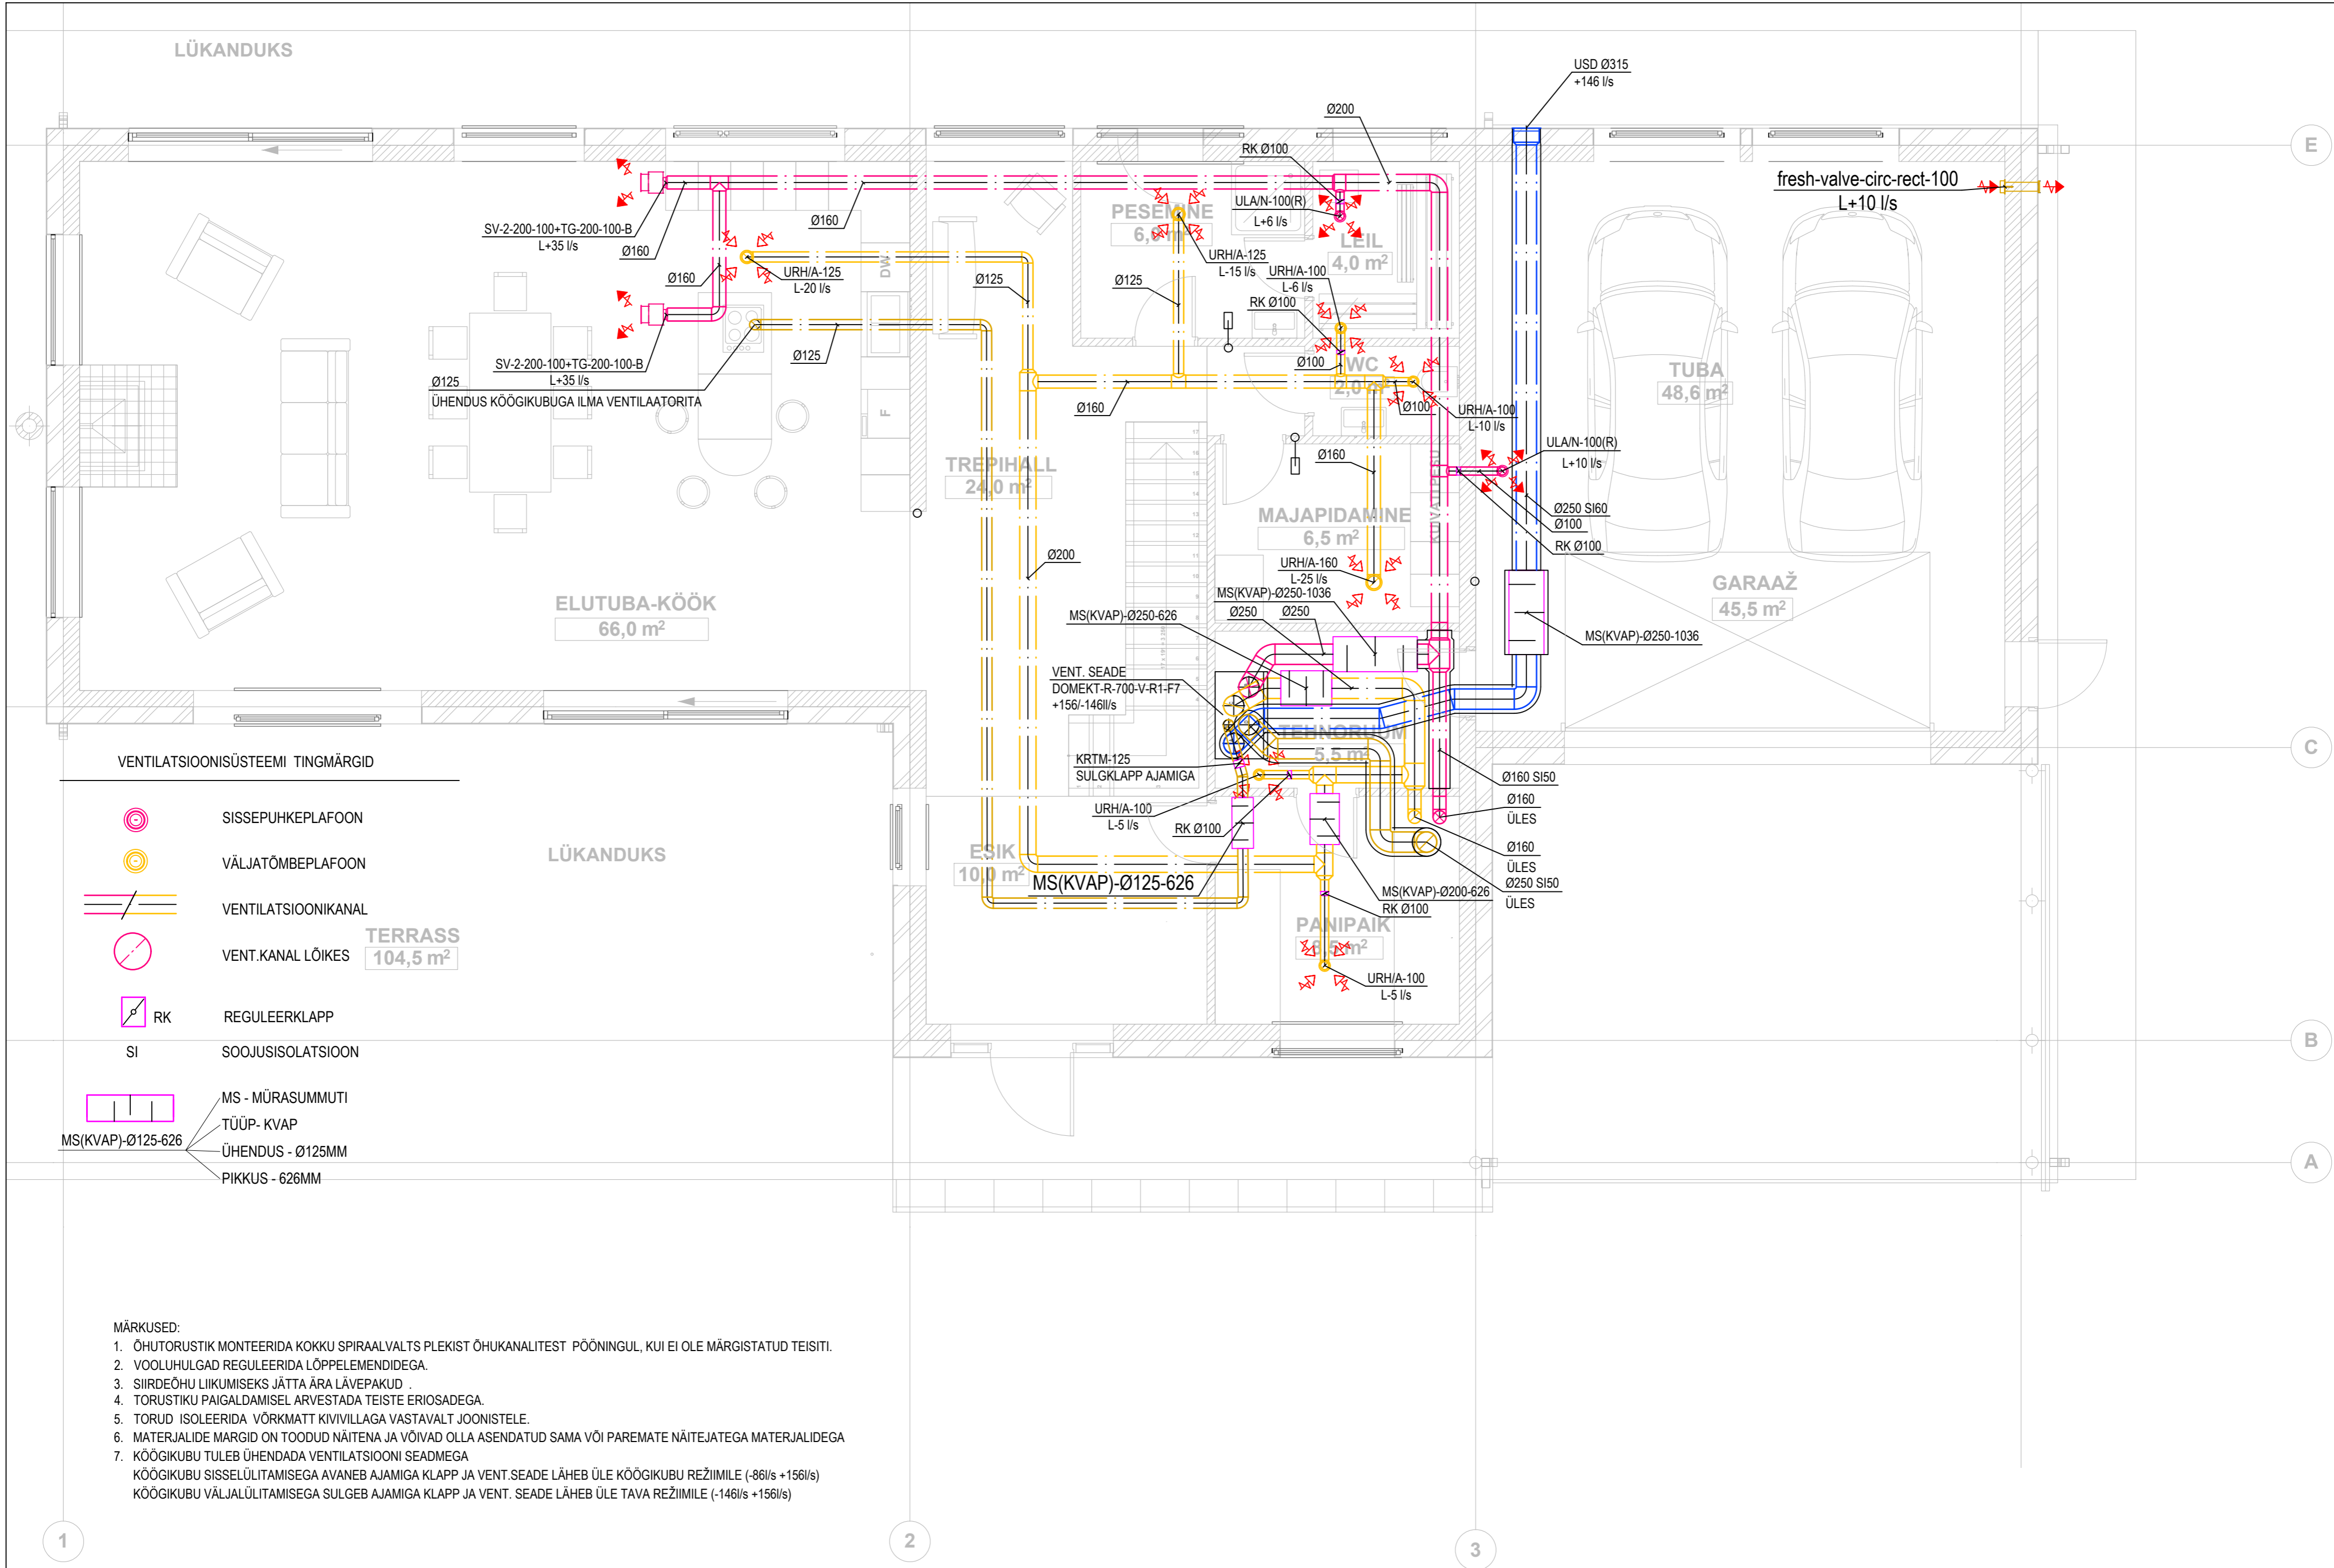 LÜKANDUKS
USD Ø315
+146 l/s
Ø200
RK Ø100
E
fresh-valve-circ-rect-100
L+10 l/s
PESEMINE
ULA/N-100(R)
L+6 l/s
SV-2-200-100+TG-200-100-B
L+35 l/s
Ø160
Ø160
LEIL
4,0 m²
URH/A-125
L-15 l/s
URH/A-100
L-6 l/s
URH/A-125
L-20 l/s
DW
Ø160
Ø125
Ø125
RK Ø100
SV-2-200-100+TG-200-100-B
L+35 l/s
Ø125
Ø125
ÜHENDUS KÖÖGIKUBUGA ILMA VENTILAATORITA
Ø100
WC
2,0 m²
TUBA
48,6 m²
F
Ø160
Ø100
URH/A-100
L-10 l/s
ULA/N-100(R)
L+10 l/s
TREPIHALL
24,0 m²
Ø160
Ø250 SI60
Ø100
RK Ø100
MAJAPIDAMINE
6,5 m²
Ø200
URH/A-160
L-25 l/s
GARAAŽ
45,5 m²
MS(KVAP)-Ø250-1036
MS(KVAP)-Ø250-626
Ø250
Ø250
MS(KVAP)-Ø250-1036
ELUTUBA-KÖÖK
66,0 m²
VENT. SEADE
DOMEKT-R-700-V-R1-F7
+156/-146ll/s
TEHNORUUM
5,5 m²
C
KRTM-125
SULGKLAPP AJAMIGA
Ø160 SI50
URH/A-100
L-5 l/s
RK Ø100
Ø160
ÜLES
Ø160
ÜLES
Ø250 SI50
ÜLES
LÜKANDUKS
ESIK
10,0 m²
MS(KVAP)-Ø125-626
MS(KVAP)-Ø200-626
RK Ø100
PANIPAIK
URH/A-100
L-5 l/s
TERRASS
104,5 m²
B
A
VENTILATSIOONISÜSTEEMI TINGMÄRGID
SISSEPUHKEPLAFOON
VÄLJATÕMBEPLAFOON
VENTILATSIOONIKANAL
VENT.KANAL LÕIKES
RK REGULEERKLAPP
SI SOOJUSISOLATSIOON
MS - MÜRASUMMUTI
TÜÜP- KVAP
MS(KVAP)-Ø125-626
ÜHENDUS - Ø125MM
PIKKUS - 626MM
MÄRKUSED:
1. ÕHUTORUSTIK MONTEERIDA KOKKU SPIRAALVALTS PLEKIST ÕHUKANALITEST PÖÖNINGUL, KUI EI OLE MÄRGISTATUD TEISITI.
2. VOOLUHULGAD REGULEERIDA LÕPPELEMENDIDEGA.
3. SIIRDEÕHU LIIKUMISEKS JÄTTA ÄRA LÄVEPAKUD .
4. TORUSTIKU PAIGALDAMISEL ARVESTADA TEISTE ERIOSADEGA.
5. TORUD ISOLEERIDA VÕRKMATT KIVIVILLAGA VASTAVALT JOONISTELE.
6. MATERJALIDE MARGID ON TOODUD NÄITENA JA VÕIVAD OLLA ASENDATUD SAMA VÕI PAREMATE NÄITEJATEGA MATERJALIDEGA
7. KÖÖGIKUBU TULEB ÜHENDADA VENTILATSIOONI SEADMEGA
KÖÖGIKUBU SISSELÜLITAMISEGA AVANEB AJAMIGA KLAPP JA VENT.SEADE LÄHEB ÜLE KÖÖGIKUBU REŽIIMILE (-86l/s +156l/s)
KÖÖGIKUBU VÄLJALÜLITAMISEGA SULGEB AJAMIGA KLAPP JA VENT. SEADE LÄHEB ÜLE TAVA REŽIIMILE (-146l/s +156l/s)
1
2
3